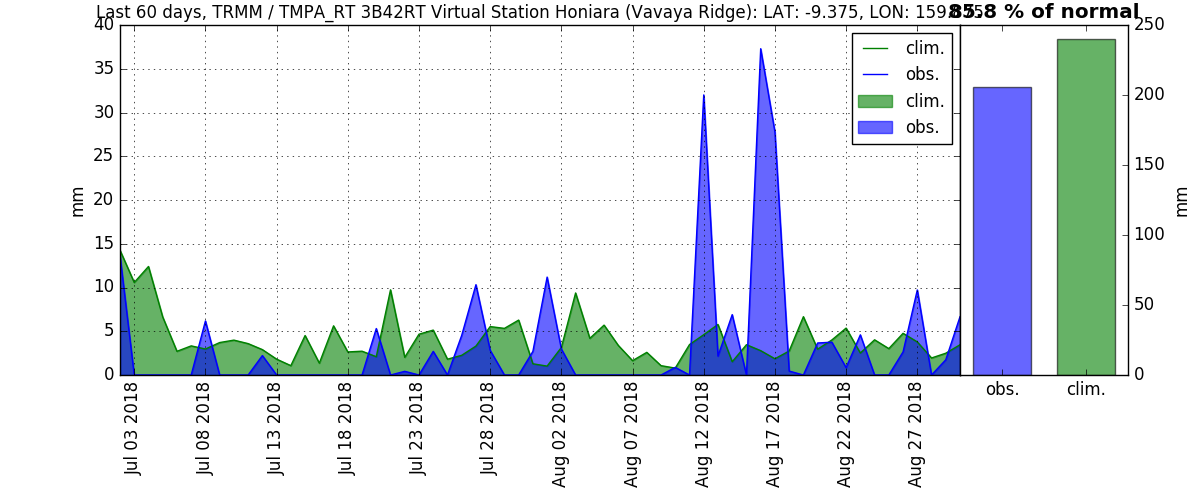 Last 60 days, TRMM / TMPA_RT 3B42RT Virtual Station Honiara (Vavaya Ridge): LAT: -9.375, LON:
85.8 % of normal
40
35
30
25
20
15
10
5
0
mm
clim.
obs.
clim.
obs.
250
200
150
100
50
0
mm
Jul 03 2018
Jul 08 2018
Jul 13 2018
Jul 18 2018
Jul 23 2018
Jul 28 2018
Aug 02 2018
Aug 07 2018
Aug 12 2018
Aug 17 2018
Aug 22 2018
Aug 27 2018
obs.
clim.